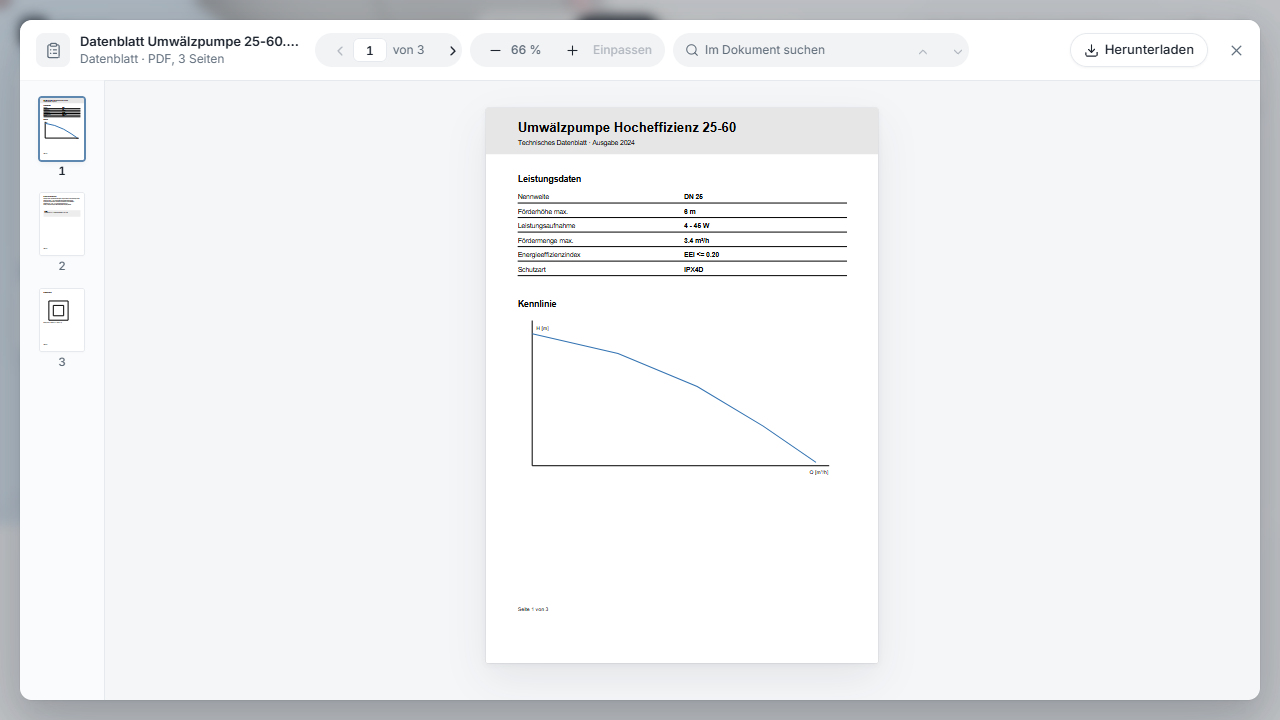 Datenblatt Umwälzpumpe 25-60....
Datenblatt · PDF, 3 Seiten
1 von 3
66 %
Einpassen
Im Dokument suchen
Herunterladen
1
2
3
Umwälzpumpe Hocheffizienz 25-60
Technisches Datenblatt · Ausgabe 2024
Leistungsdaten
Nennweite DN 25
Förderhöhe max. 6 m
Leistungsaufnahme 4 - 45 W
Fördermenge max. 3.4 m³/h
Energieeffizienzindex EEI <= 0.20
Schutzart IPX4D
Kennlinie
H [m]
Q [m³/h]
Seite 1 von 3